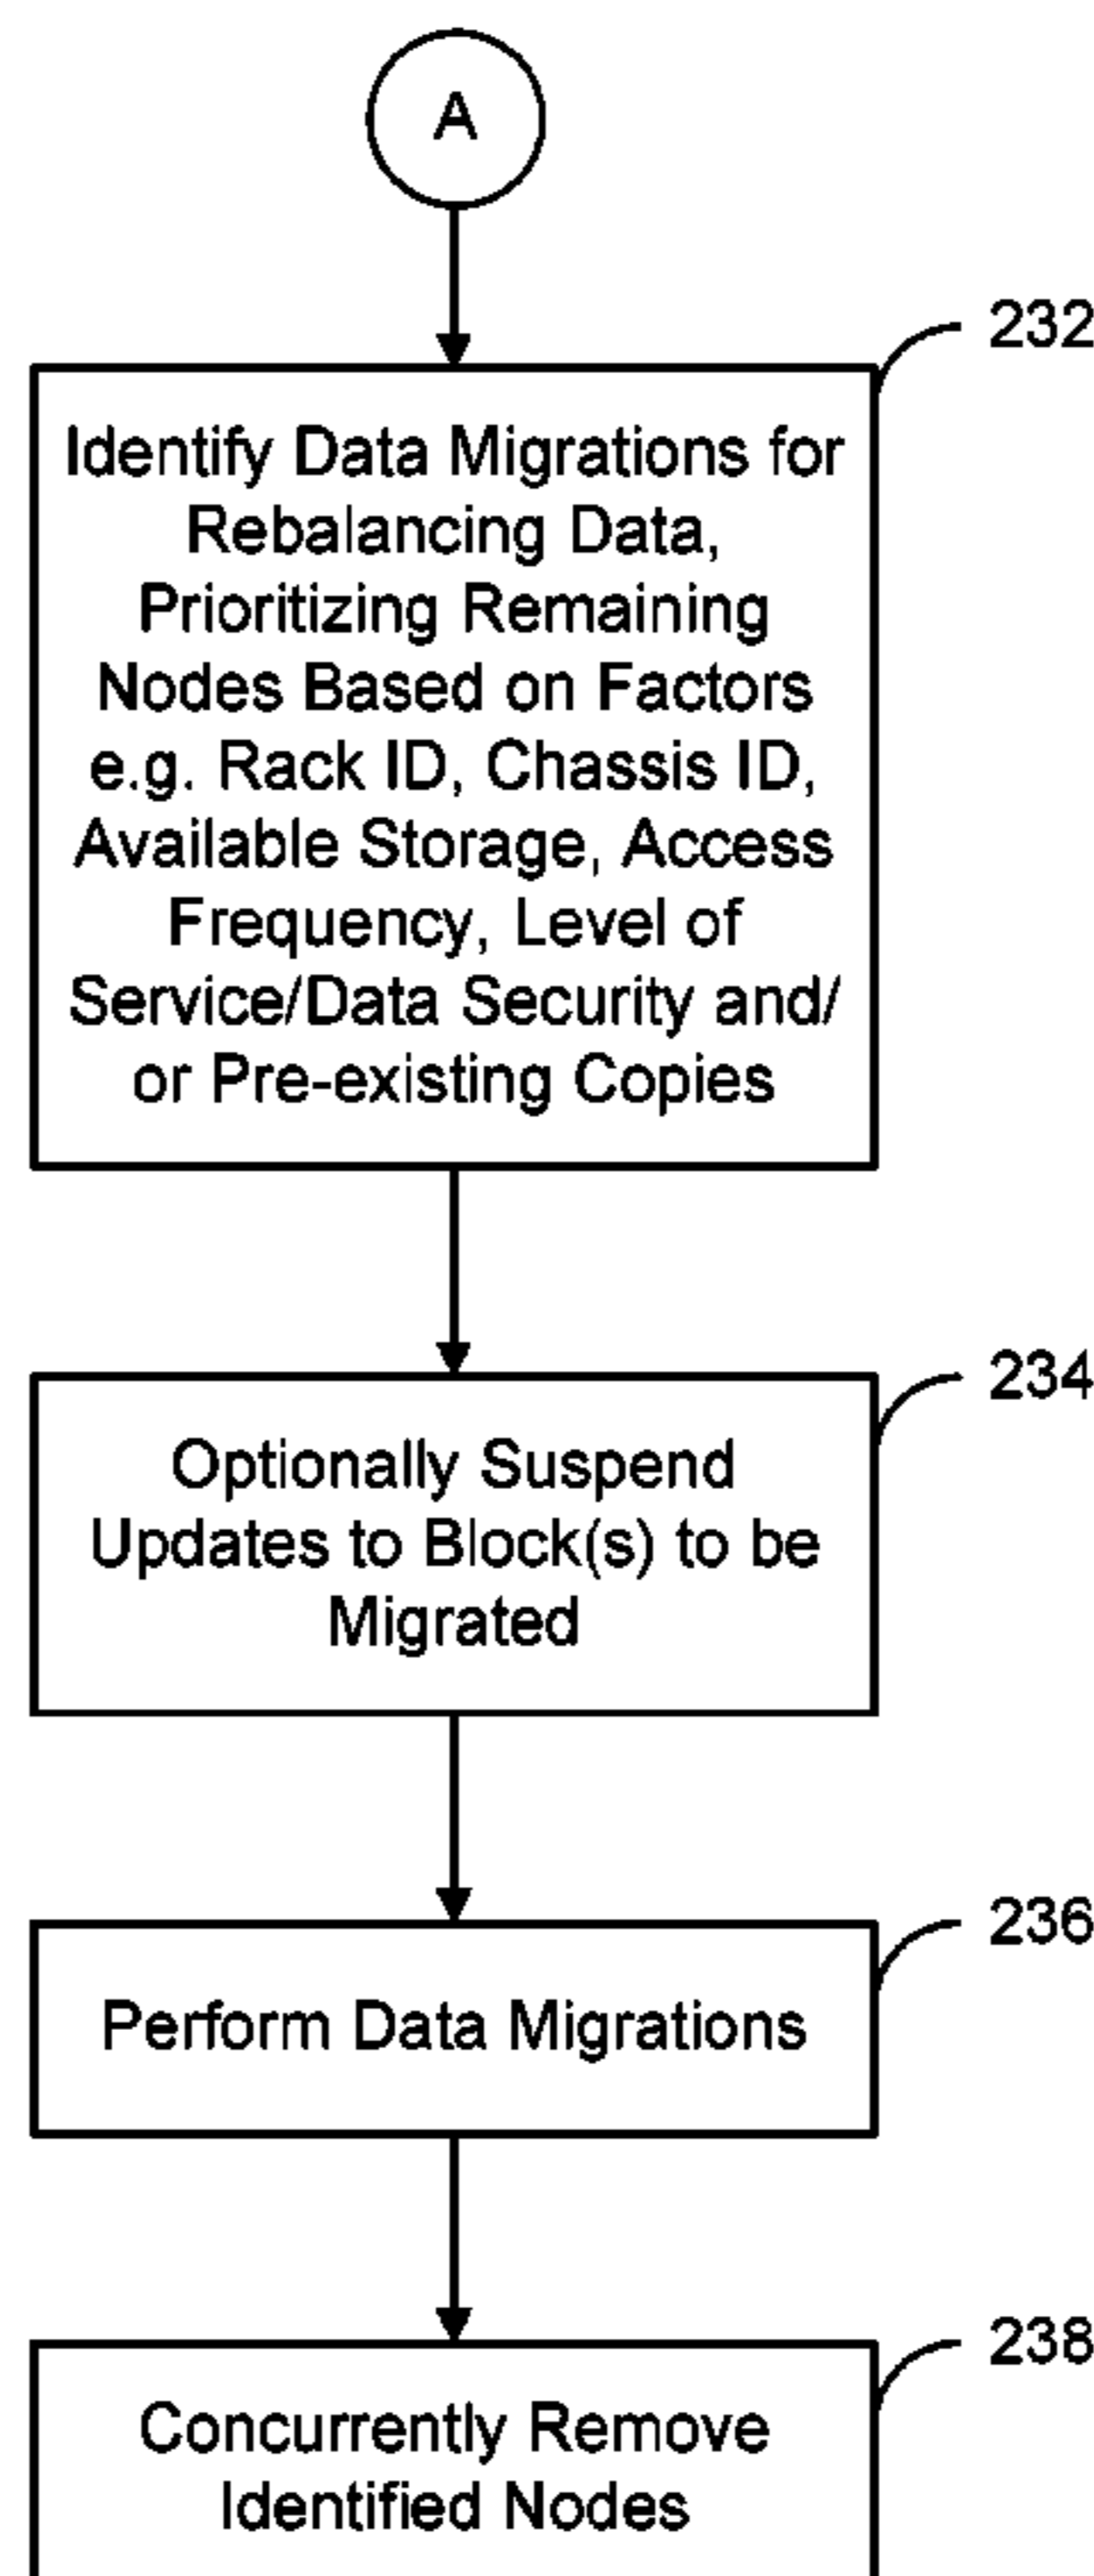 A
232
Identify Data Migrations for
Rebalancing Data,
Prioritizing Remaining
Nodes Based on Factors
e.g. Rack ID, Chassis ID,
Available Storage, Access
Frequency, Level of
Service/Data Security and/
or Pre-existing Copies
234
Optionally Suspend
Updates to Block(s) to be
Migrated
236
Perform Data Migrations
238
Concurrently Remove
Identified Nodes